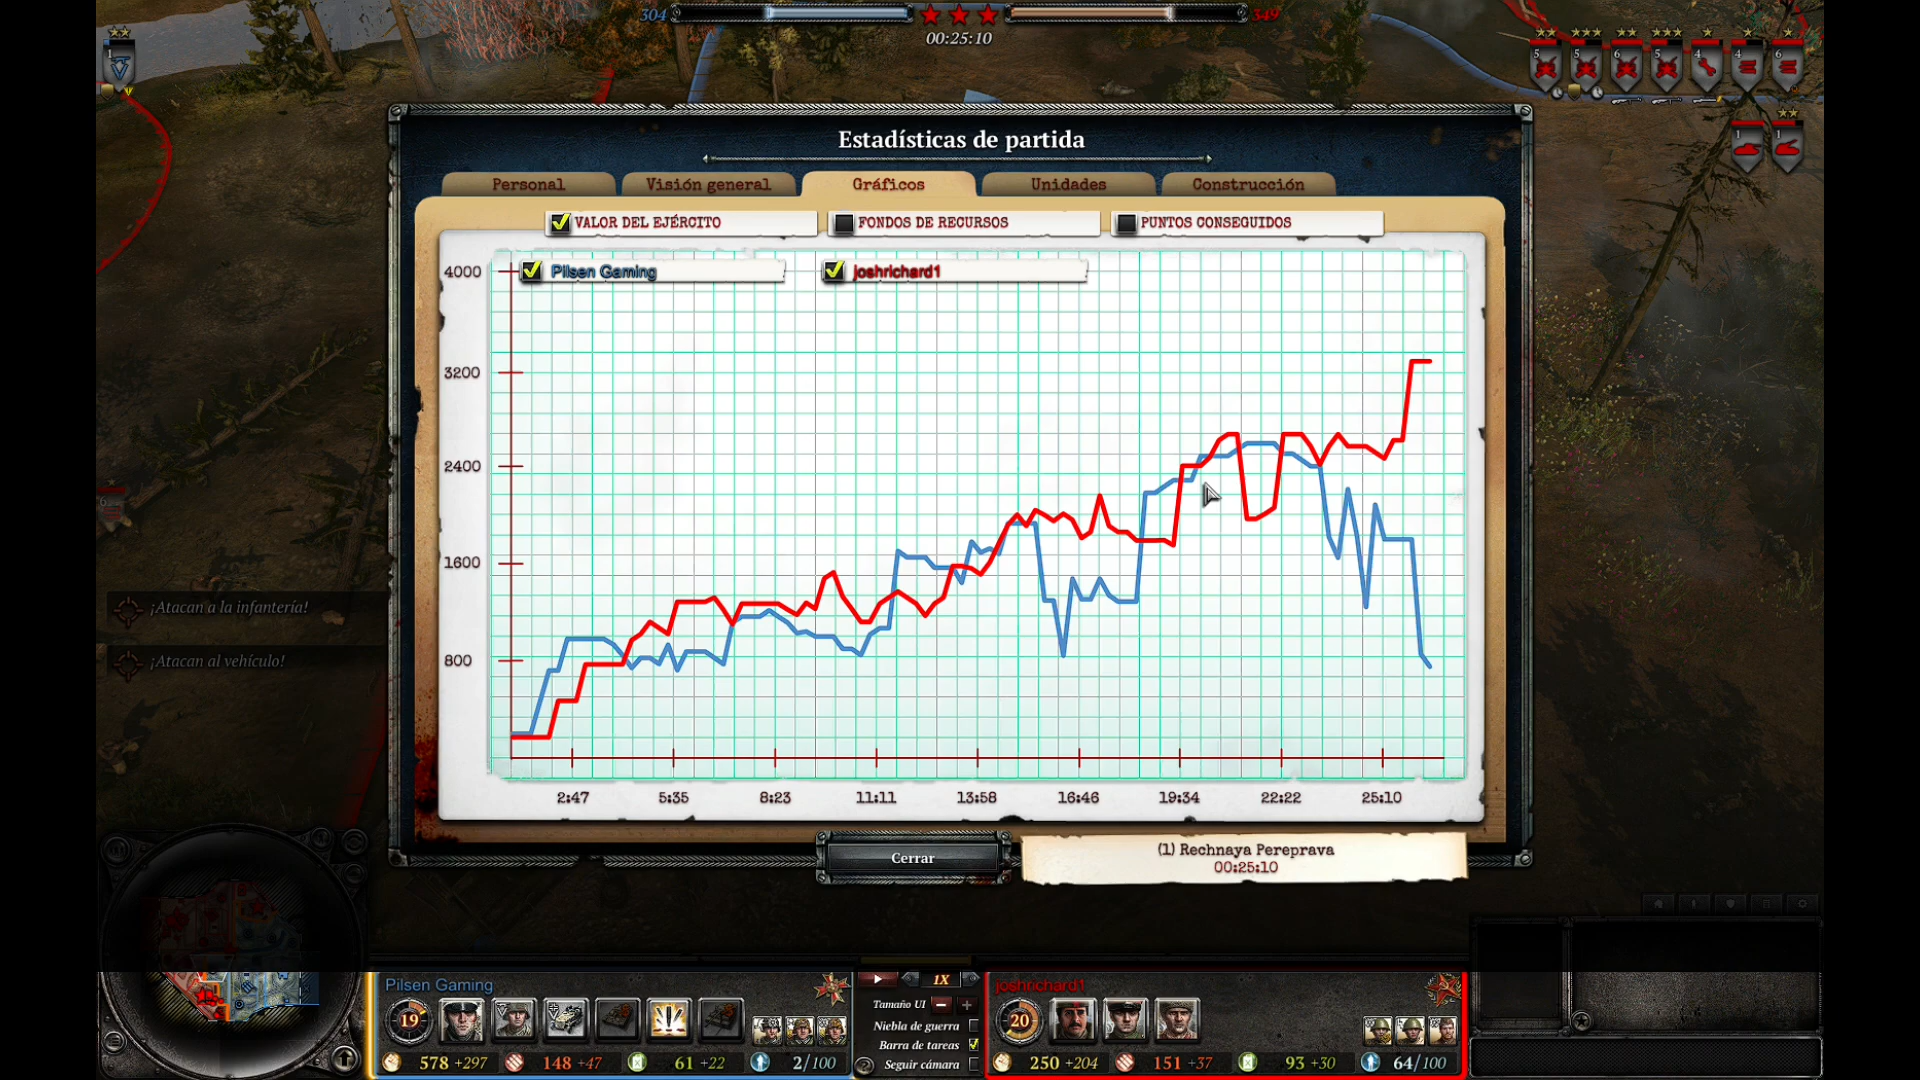 304
349
00:25:10
Estadísticas de partida
Personal
Visión general
Gráficos
Unidades
Construcción
VALOR DEL EJÉRCITO
FONDOS DE RECURSOS
PUNTOS CONSEGUIDOS
Pilsen Gaming
joshrichard1
4000
3200
2400
1600
800
2:47
5:35
8:23
11:11
13:58
16:46
19:34
22:22
25:10
¡Atacan a la infantería!
¡Atacan al vehículo!
Cerrar
(1) Rechnaya Pereprava
00:25:10
Pilsen Gaming
19
578 +297
148 +47
61 +22
2/100
1X
Tamaño UI
Niebla de guerra
Barra de tareas
Seguir cámara
joshrichard1
20
250 +204
151 +37
93 +30
64/100